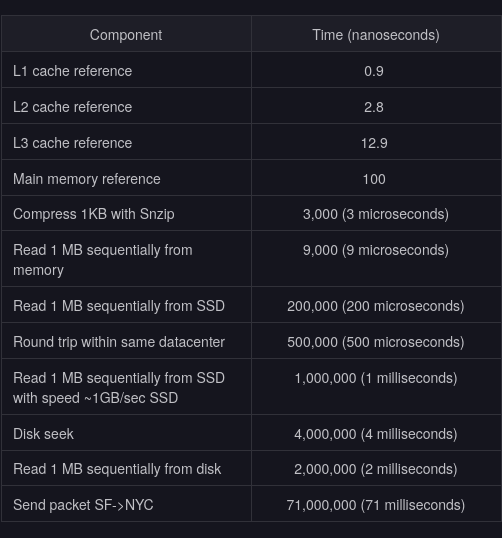 Component Time (nanoseconds)
L1 cache reference 0.9
L2 cache reference 2.8
L3 cache reference 12.9
Main memory reference 100
Compress 1KB with Snzip 3,000 (3 microseconds)
Read 1 MB sequentially from 9,000 (9 microseconds)
memory
Read 1 MB sequentially from SSD 200,000 (200 microseconds)
Round trip within same datacenter 500,000 (500 microseconds)
Read 1 MB sequentially from SSD 1,000,000 (1 milliseconds)
with speed ~1GB/sec SSD
Disk seek 4,000,000 (4 milliseconds)
Read 1 MB sequentially from disk 2,000,000 (2 milliseconds)
Send packet SF->NYC 71,000,000 (71 milliseconds)